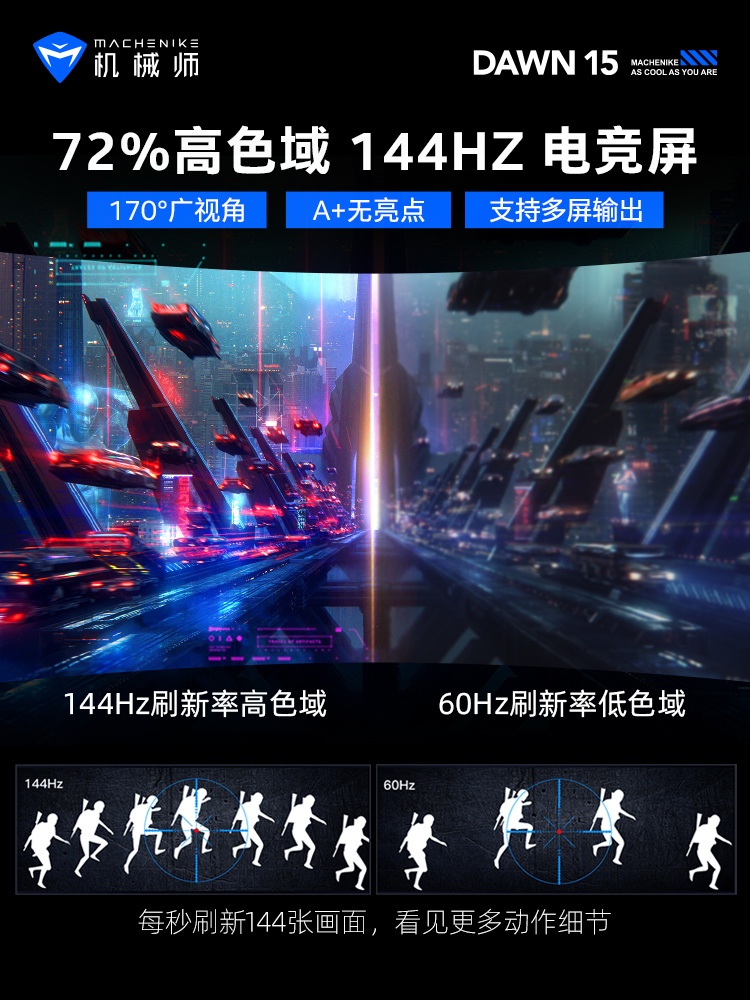 MACHENIKE
机械师
DAWN 15
MACHENIKE
AS COOL AS YOU ARE
72%高色域 144HZ 电竞屏
170°广视角
A+无亮点
支持多屏输出
144Hz刷新率高色域
60Hz刷新率低色域
144Hz
60Hz
每秒刷新144张画面，看见更多动作细节